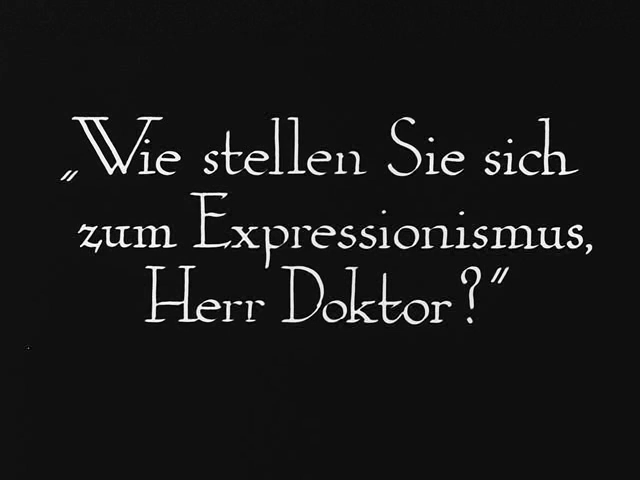 „Wie stellen Sie sich
zum Expressionismus,
Herr Doktor?“